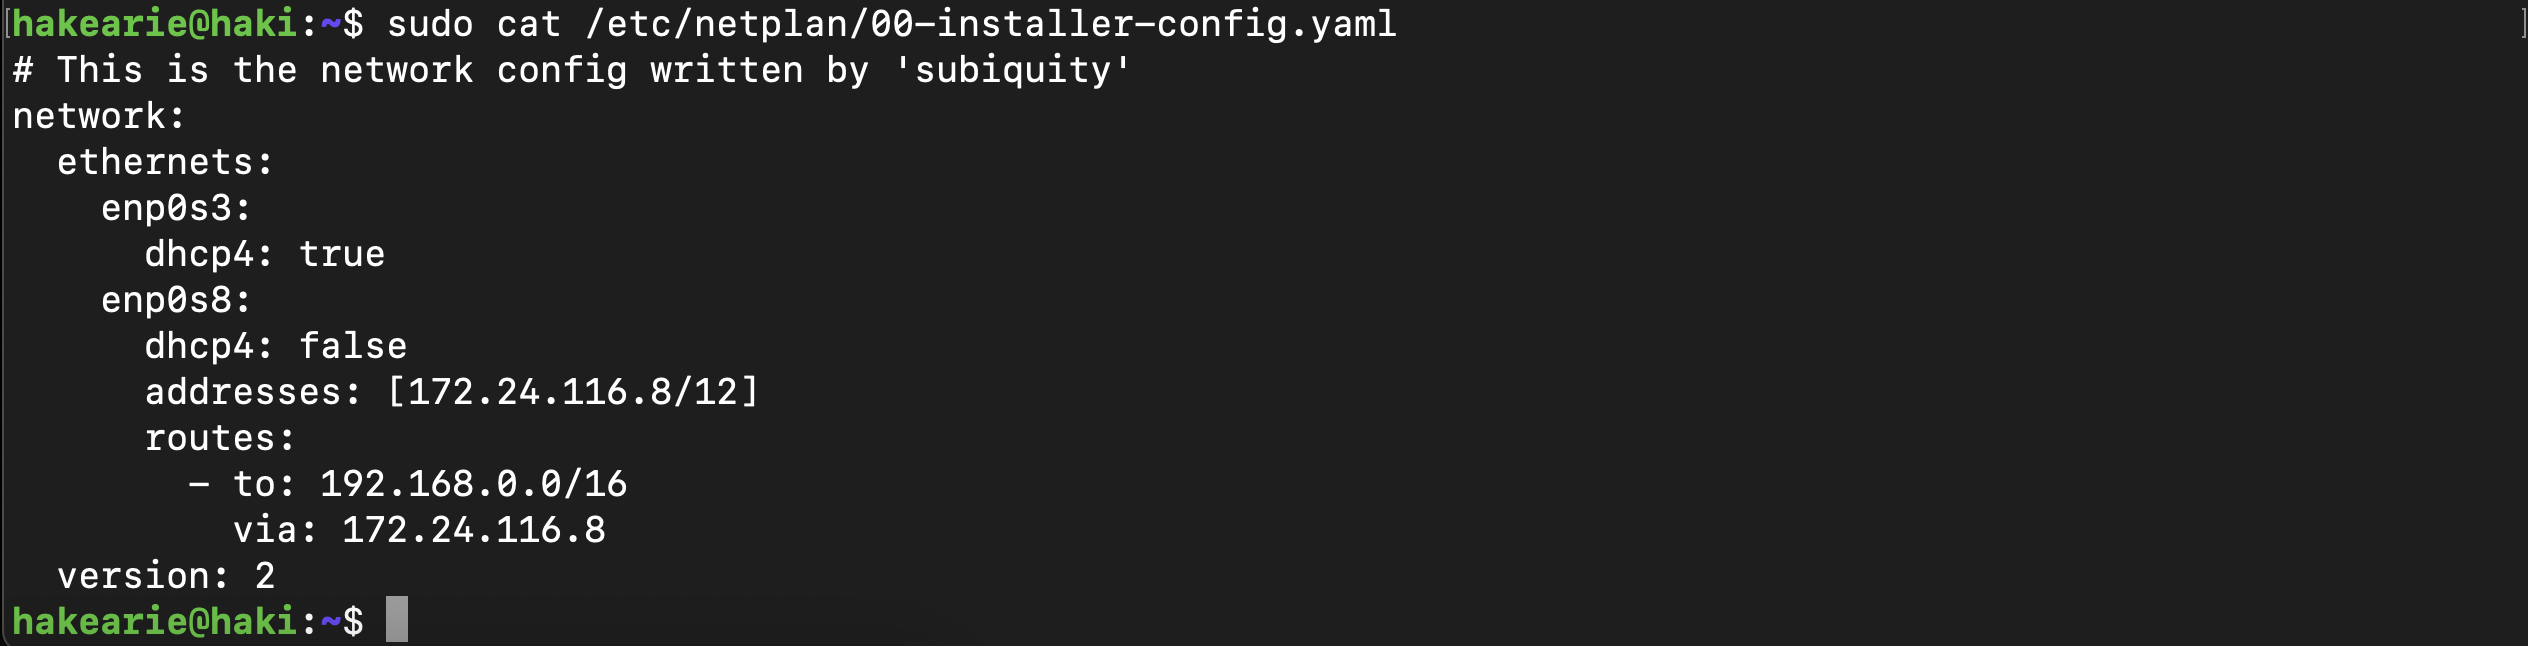 [hakearie@haki:~$ sudo cat /etc/netplan/00-installer-config.yaml ]
# This is the network config written by 'subiquity'
network:
  ethernets:
    enp0s3:
      dhcp4: true
    enp0s8:
      dhcp4: false
      addresses: [172.24.116.8/12]
      routes:
        - to: 192.168.0.0/16
          via: 172.24.116.8
  version: 2
hakearie@haki:~$